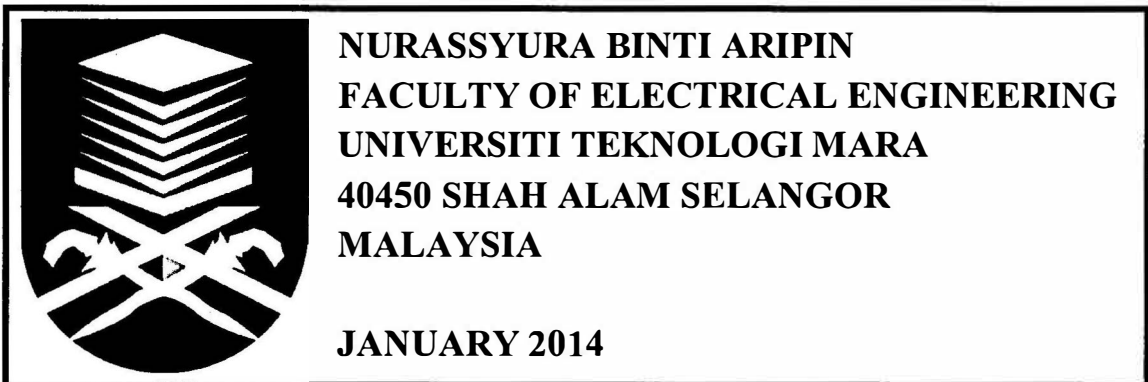 NURASSYURA BINTI ARIPIN
FACULTY OF ELECTRICAL ENGINEERING
UNIVERSITI TEKNOLOGI MARA
40450 SHAH ALAM SELANGOR
MALAYSIA
JANUARY 2014